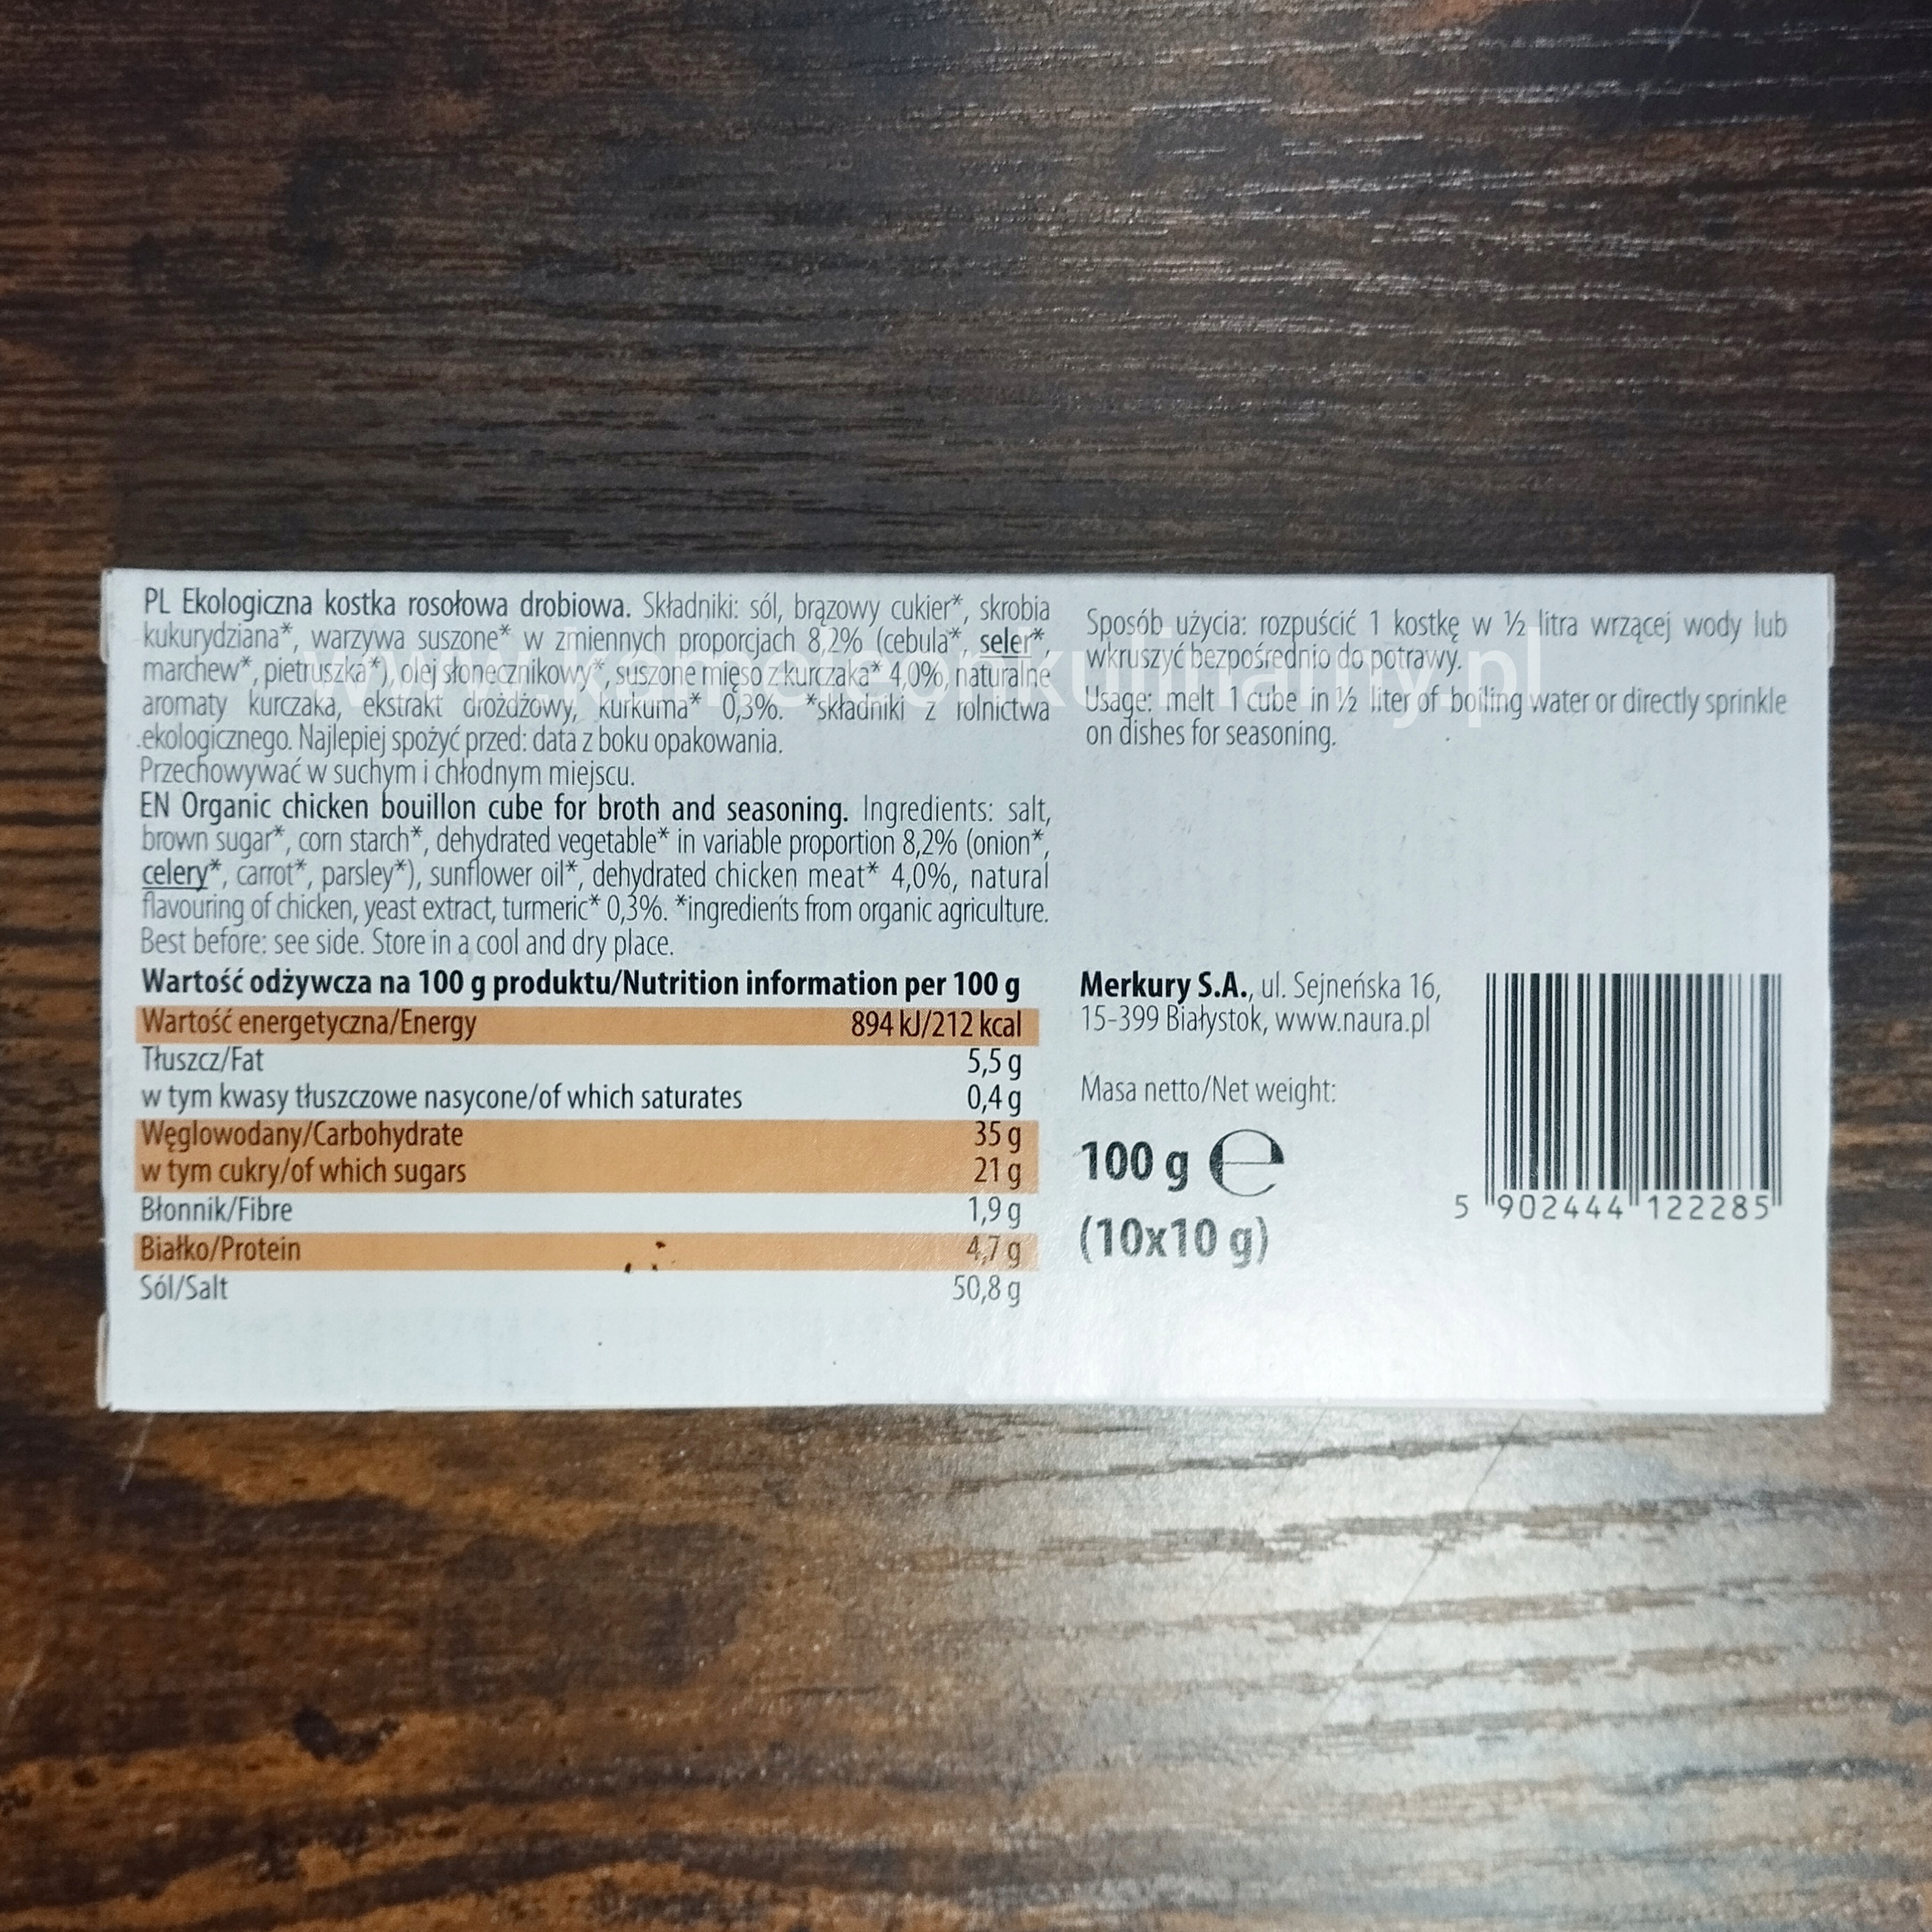 PL Ekologiczna kostka rosołowa drobiowa. Składniki: sól, brązowy cukier*, skrobia
kukurydziana*, warzywa suszone* w zmiennych proporcjach 8,2% (cebula*, seler*,
marchew*, pietruszka*), olej słonecznikowy*, suszone mięso z kurczaka* 4,0%, naturalne
aromaty kurczaka, ekstrakt drożdżowy, kurkuma* 0,3%. *składniki z rolnictwa
ekologicznego. Najlepiej spożyć przed: data z boku opakowania.
Przechowywać w suchym i chłodnym miejscu.
EN Organic chicken bouillon cube for broth and seasoning. Ingredients: salt,
brown sugar*, corn starch*, dehydrated vegetable* in variable proportion 8,2% (onion*,
celery*, carrot*, parsley*), sunflower oil*, dehydrated chicken meat* 4,0%, natural
flavouring of chicken, yeast extract, turmeric* 0,3%. *ingredients from organic agriculture.
Best before: see side. Store in a cool and dry place.
Wartość odżywcza na 100 g produktu/Nutrition information per 100 g
Wartość energetyczna/Energy 894 kJ/212 kcal
Tłuszcz/Fat 5,5 g
w tym kwasy tłuszczowe nasycone/of which saturates 0,4 g
Węglowodany/Carbohydrate 35 g
w tym cukry/of which sugars 21 g
Błonnik/Fibre 1,9 g
Białko/Protein 4,7 g
Sól/Salt 50,8 g
Sposób użycia: rozpuścić 1 kostkę w ½ litra wrzącej wody lub
wkruszyć bezpośrednio do potrawy.
Usage: melt 1 cube in ½ liter of boiling water or directly sprinkle
on dishes for seasoning.
Merkury S.A., ul. Sejneńska 16,
15-399 Białystok, www.naura.pl
Masa netto/Net weight:
100 g ℮
(10x10 g)
5 902444 122285
www.kameleonkulinarny.pl